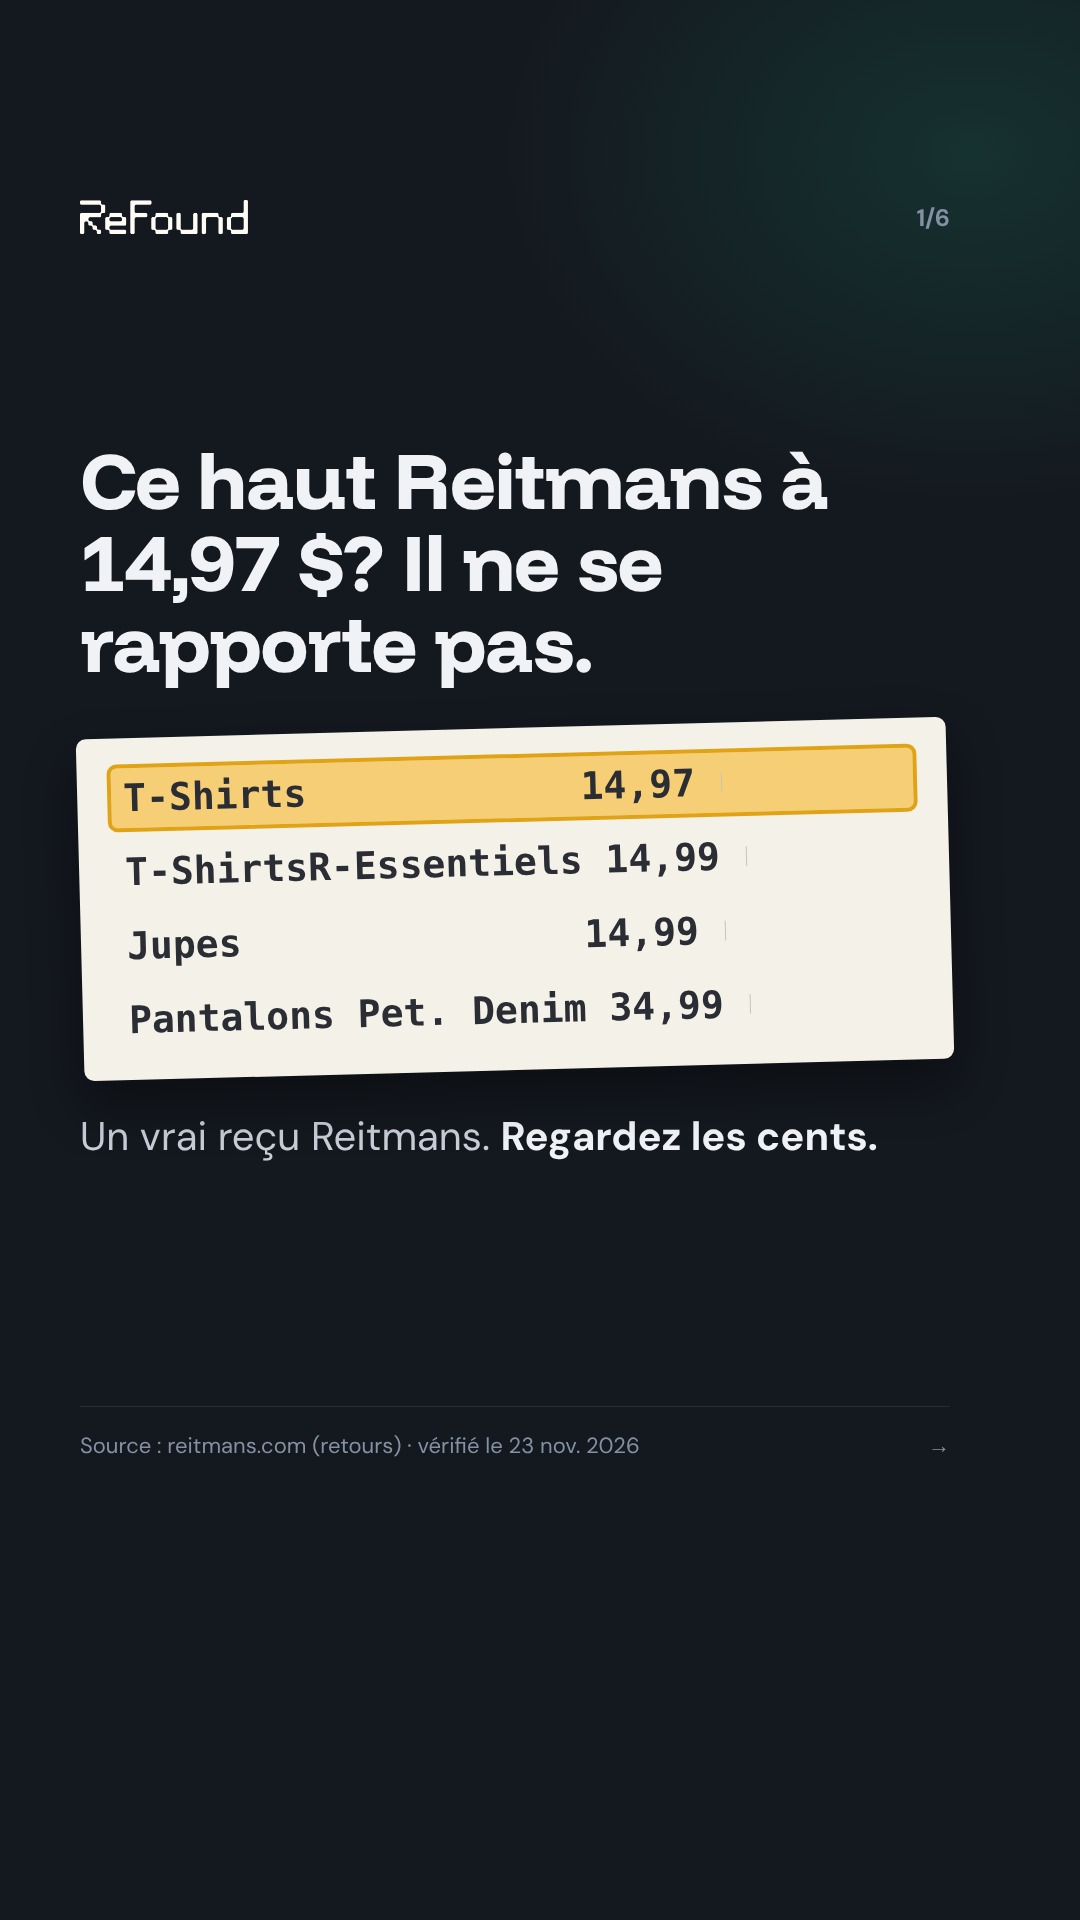 ReFound
1/6
Ce haut Reitmans à
14,97 $? Il ne se
rapporte pas.
T-Shirts 14,97
T-ShirtsR-Essentiels 14,99
Jupes 14,99
Pantalons Pet. Denim 34,99
Un vrai reçu Reitmans. Regardez les cents.
Source : reitmans.com (retours) · vérifié le 23 nov. 2026 →